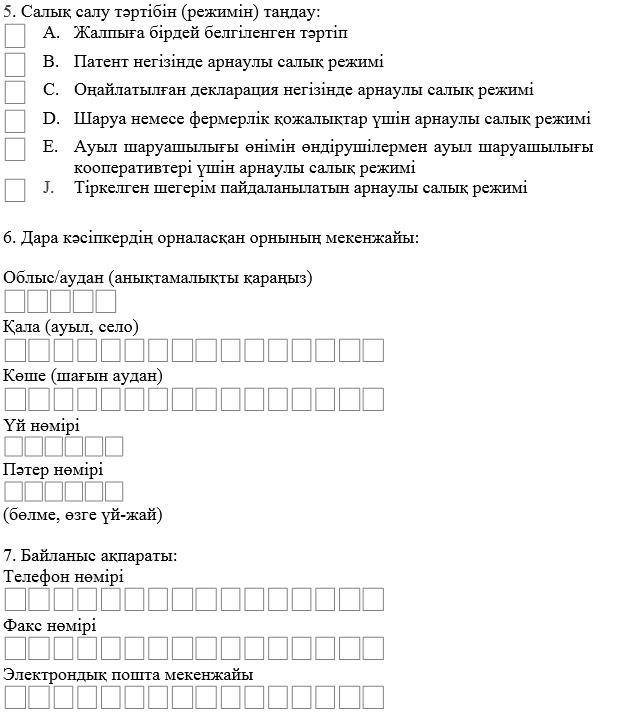 5. Салық салу тәртібін (режимін) таңдау:
A. Жалпыға бірдей белгіленген тәртіп
B. Патент негізінде арнаулы салық режимі
C. Оңайлатылған декларация негізінде арнаулы салық режимі
D. Шаруа немесе фермерлік қожалықтар үшін арнаулы салық режимі
E. Ауыл шаруашылығы өнімін өндірушілермен ауыл шаруашылығы
кооперативтері үшін арнаулы салық режимі
J. Тіркелген шегерім пайдаланылатын арнаулы салық режимі
6. Дара кәсіпкердің орналасқан орнының мекенжайы:
Облыс/аудан (анықтамалықты қараңыз)
Қала (ауыл, село)
Көше (шағын аудан)
Үй нөмірі
Пәтер нөмірі
(бөлме, өзге үй-жай)
7. Байланыс ақпараты:
Телефон нөмірі
Факс нөмірі
Электрондық пошта мекенжайы